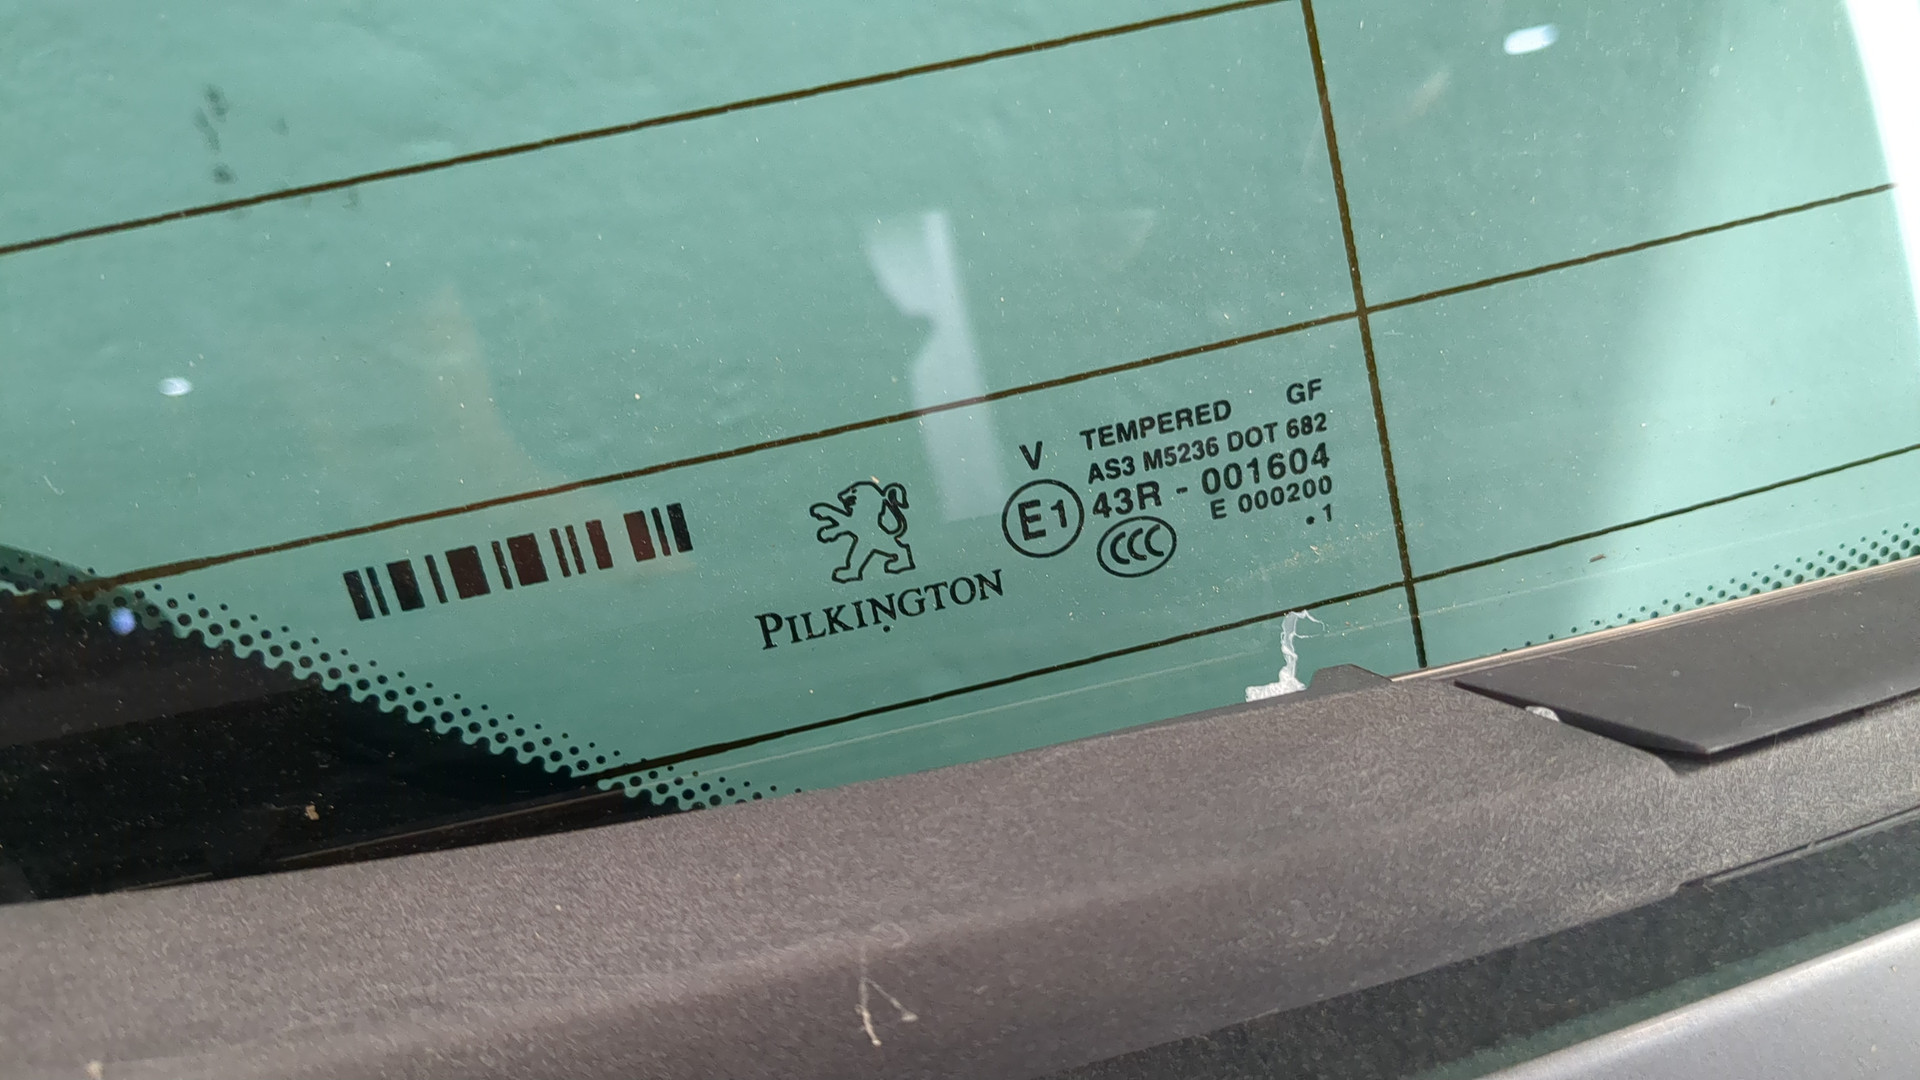 V TEMPERED GF
AS3 M5236 DOT 682
E1 43R - 001604
E 000200
CCC
• 1
PILKINGTON